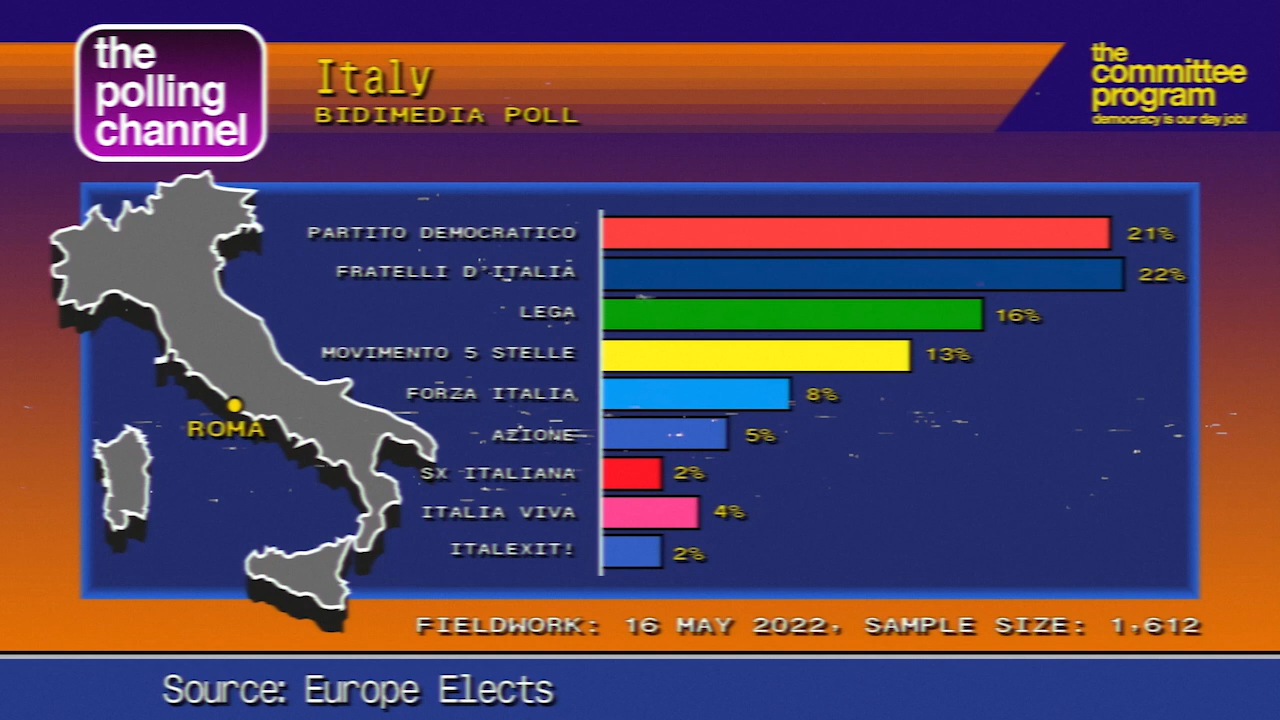 the
polling
channel
Italy
BIDIMEDIA POLL
the
committee
program
democracy is our day job!
PARTITO DEMOCRATICO 21%
FRATELLI D'ITALIA 22%
LEGA 16%
MOVIMENTO 5 STELLE 13%
FORZA ITALIA 8%
AZIONE 5%
SX ITALIANA 2%
ITALIA VIVA 4%
ITALEXIT! 2%
ROMA
FIELDWORK: 16 MAY 2022, SAMPLE SIZE: 1,612
Source: Europe Elects